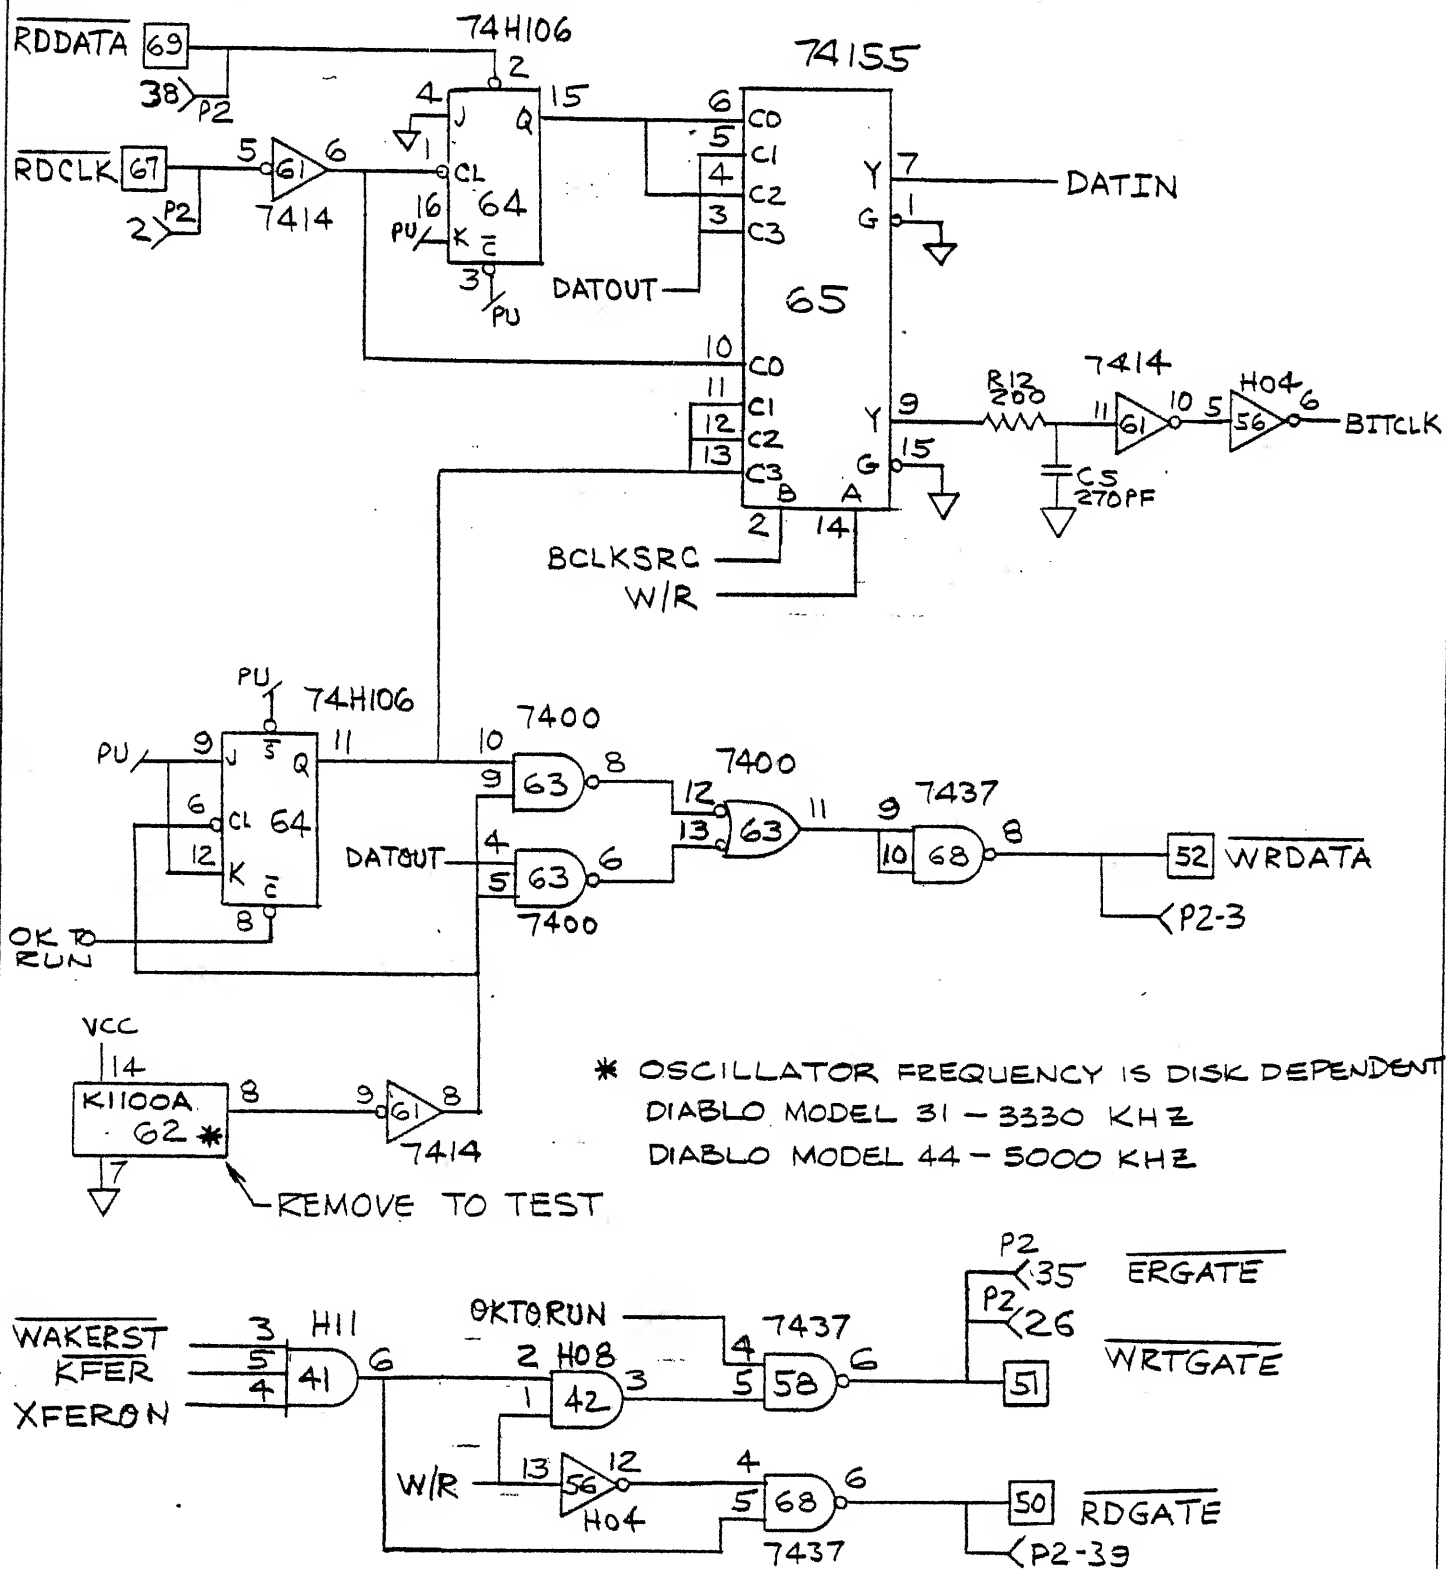 RDDATA 69
38 P2
74H106
2
4 J Q 15
1 CL
16 64
PU K C
3
PU
RDCLK 67 5 61 6
7414
2 P2
74155
6 C0
5 C1
4 C2
3 C3
DATOUT
65
Y 7 DATIN
G 1
10 C0
11 C1
12 C2
13 C3
Y 9
G 15
B A
2 14
BCLKSRC
W/R
R12
200
C5
270PF
7414
11 61 10
H04
5 56 6 BITCLK
PU 74H106
S
PU 9 J Q 11
6 CL 64
12 K C
8
OK TO
RUN
7400
10
9 63 8
DATOUT 4
5 63 6
7400
7400
12
13 63 11
7437
9
10 68 8
52 WRDATA
P2-3
VCC
14
K1100A
62 *
8
7
9 61 8
7414
REMOVE TO TEST
* OSCILLATOR FREQUENCY IS DISK DEPENDENT
DIABLO MODEL 31 - 3330 KHZ
DIABLO MODEL 44 - 5000 KHZ
WAKERST 3
KFER 5
XFERON 4
H11
41 6
OKTORUN
H08
2
1 42 3
7437
4
5 58 6
P2
35 ERGATE
P2
26
WRTGATE
51
W/R 13 56 12
H04
4
5 68 6
7437
50 RDGATE
P2-39